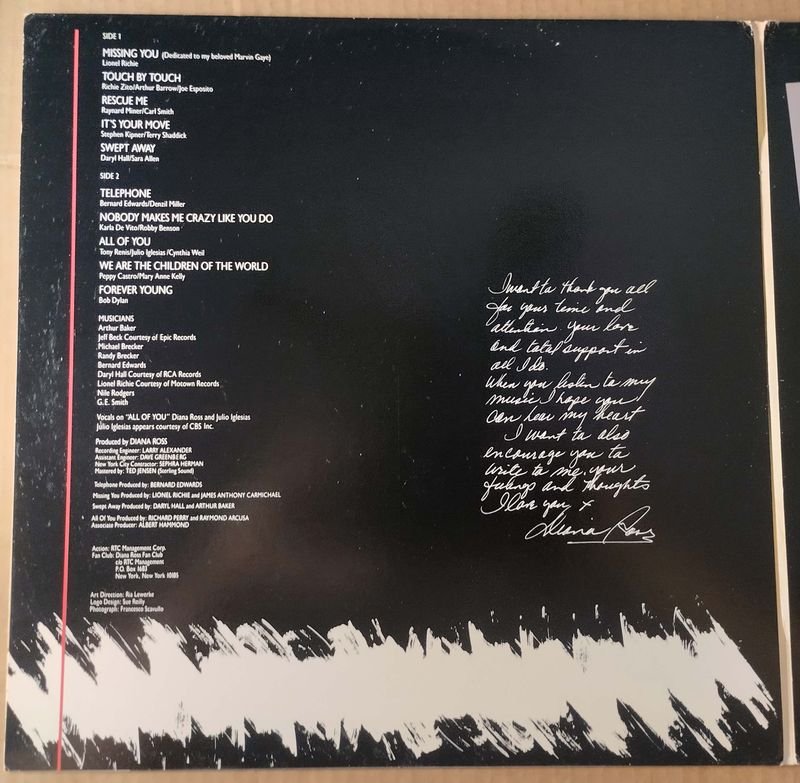 SIDE 1
MISSING YOU (Dedicated to my beloved Marvin Gaye)
Lionel Richie
TOUCH BY TOUCH
Richie Zito/Arthur Barrow/Joe Esposito
RESCUE ME
Raynard Miner/Carl Smith
IT'S YOUR MOVE
Stephen Kipner/Terry Shaddick
SWEPT AWAY
Daryl Hall/Sara Allen
SIDE 2
TELEPHONE
Bernard Edwards/Denzil Miller
NOBODY MAKES ME CRAZY LIKE YOU DO
Karla De Vito/Robby Benson
ALL OF YOU
Tony Renis/Julio Iglesias/Cynthia Weil
WE ARE THE CHILDREN OF THE WORLD
Peppy Castro/Mary Anne Kelly
FOREVER YOUNG
Bob Dylan
MUSICIANS
Arthur Baker
Jeff Beck Courtesy of Epic Records
Michael Brecker
Randy Brecker
Bernard Edwards
Daryl Hall Courtesy of RCA Records
Lionel Richie Courtesy of Motown Records
Nile Rodgers
G.E. Smith
Vocals on "ALL OF YOU" Diana Ross and Julio Iglesias
Julio Iglesias appears courtesy of CBS Inc.
Produced by DIANA ROSS
Recording Engineer: LARRY ALEXANDER
Assistant Engineer: DAVE GREENBERG
New York City Contractor: SEPHRA HERMAN
Mastered by: TED JENSEN (Sterling Sound)
Telephone Produced by: BERNARD EDWARDS
Missing You Produced by: LIONEL RICHIE and JAMES ANTHONY CARMICHAEL
Swept Away Produced by: DARYL HALL and ARTHUR BAKER
All Of You Produced by: RICHARD PERRY and RAYMOND ARCUSA
Associate Producer: ALBERT HAMMOND
Action: RTC Management Corp.
Fan Club: Diana Ross Fan Club
c/o RTC Management
P.O. Box 1683
New York, New York 10185
Art Direction: Ria Lewerke
Logo Design: Sue Reilly
Photograph: Francesco Scavullo
I want to thank you all
for your time and
attention your love
and total support in
all I do.
When you listen to my
music I hope you
can hear my heart
I want to also
encourage you to
write to me your
feelings and thoughts
I love you x
Diana Ross